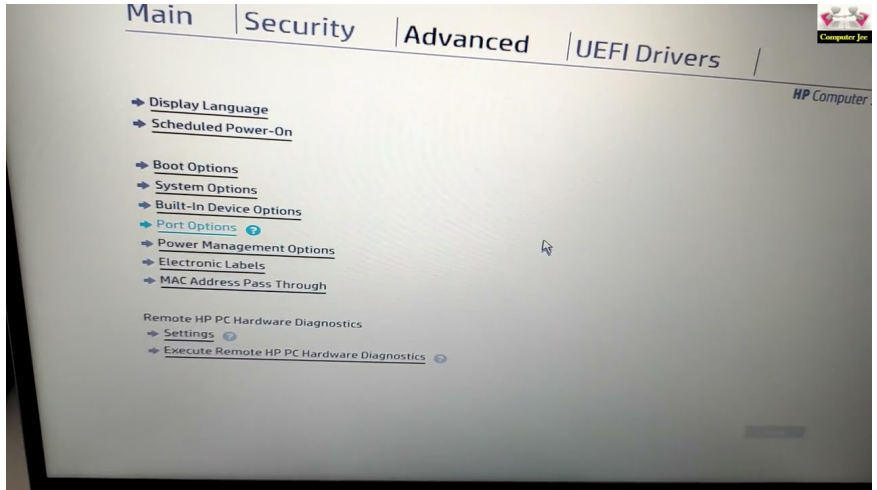 Main
Security
Advanced
UEFI Drivers
Computer Jee
HP Computer
Display Language
Scheduled Power-On
Boot Options
System Options
Built-In Device Options
Port Options ?
Power Management Options
Electronic Labels
MAC Address Pass Through
Remote HP PC Hardware Diagnostics
Settings ?
Execute Remote HP PC Hardware Diagnostics ?